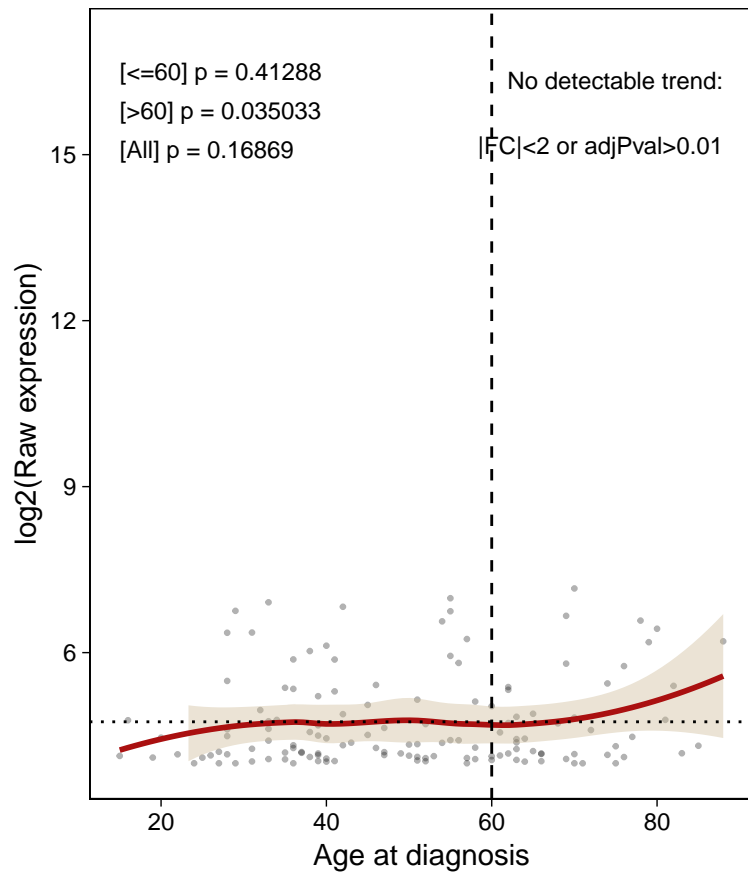 [<=60] p = 0.41288
[>60] p = 0.035033
[All] p = 0.16869
No detectable trend:
|FC|<2 or adjPval>0.01
log2(Raw expression)
15
12
9
6
20
40
60
80
Age at diagnosis